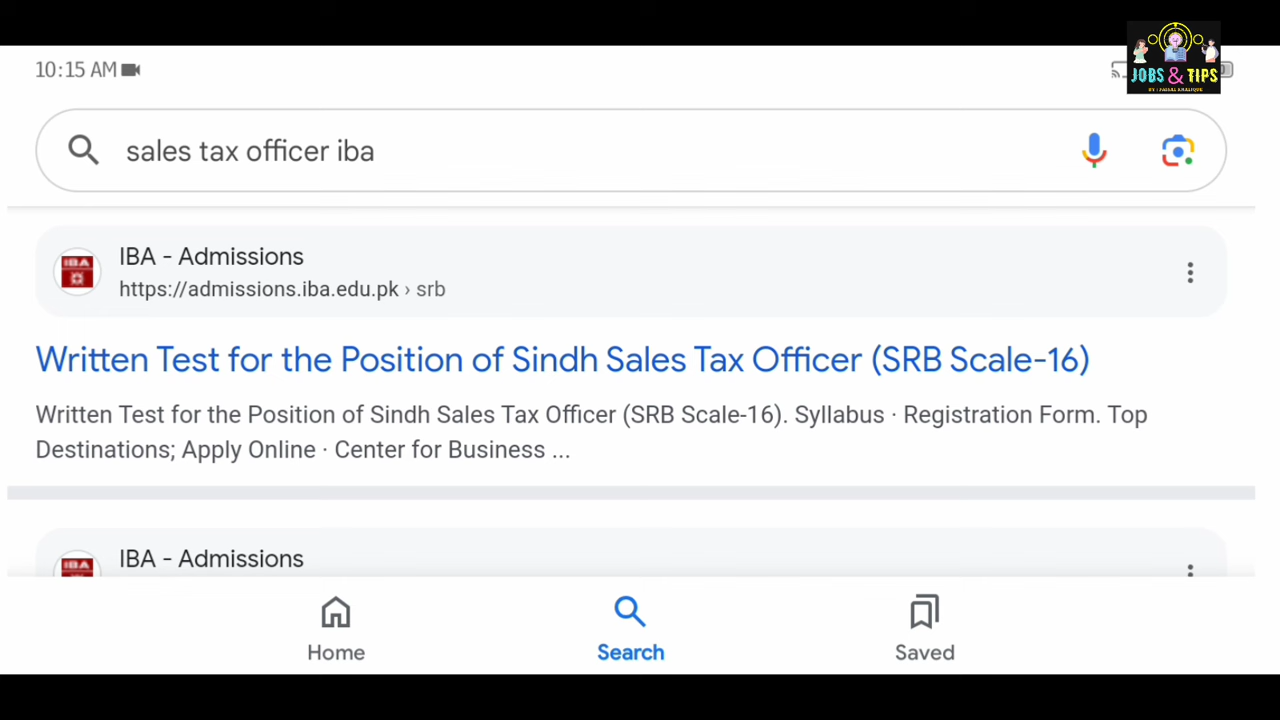 10:15 AM
JOBS & TIPS
sales tax officer iba
IBA
IBA - Admissions
https://admissions.iba.edu.pk › srb
Written Test for the Position of Sindh Sales Tax Officer (SRB Scale-16)
Written Test for the Position of Sindh Sales Tax Officer (SRB Scale-16). Syllabus · Registration Form. Top
Destinations; Apply Online · Center for Business ...
IBA
IBA - Admissions
Home
Search
Saved